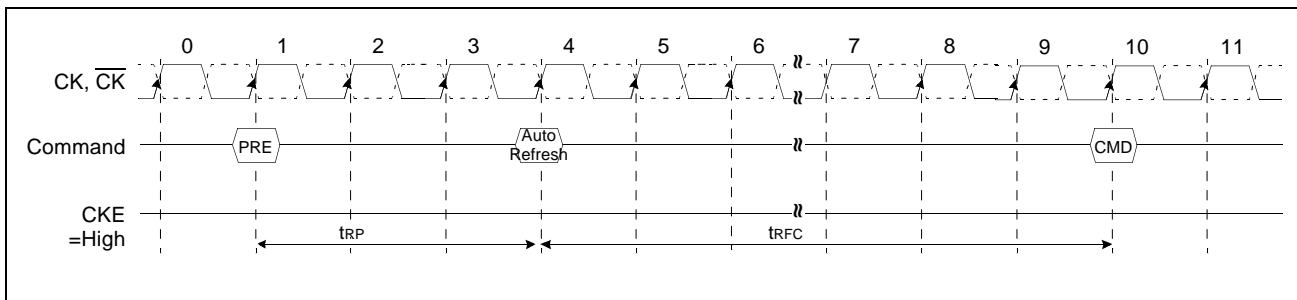 0 1 2 3 4 5 6 7 8 9 10 11
CK, C̅K̅
Command
PRE
Auto
Refresh
CMD
CKE
=High
tRP
tRFC